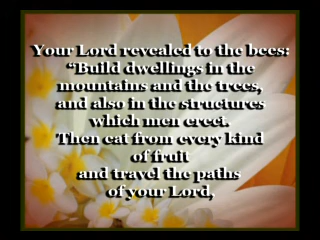 Your Lord revealed to the bees:
“Build dwellings in the
mountains and the trees,
and also in the structures
which men erect.
Then eat from every kind
of fruit
and travel the paths
of your Lord,